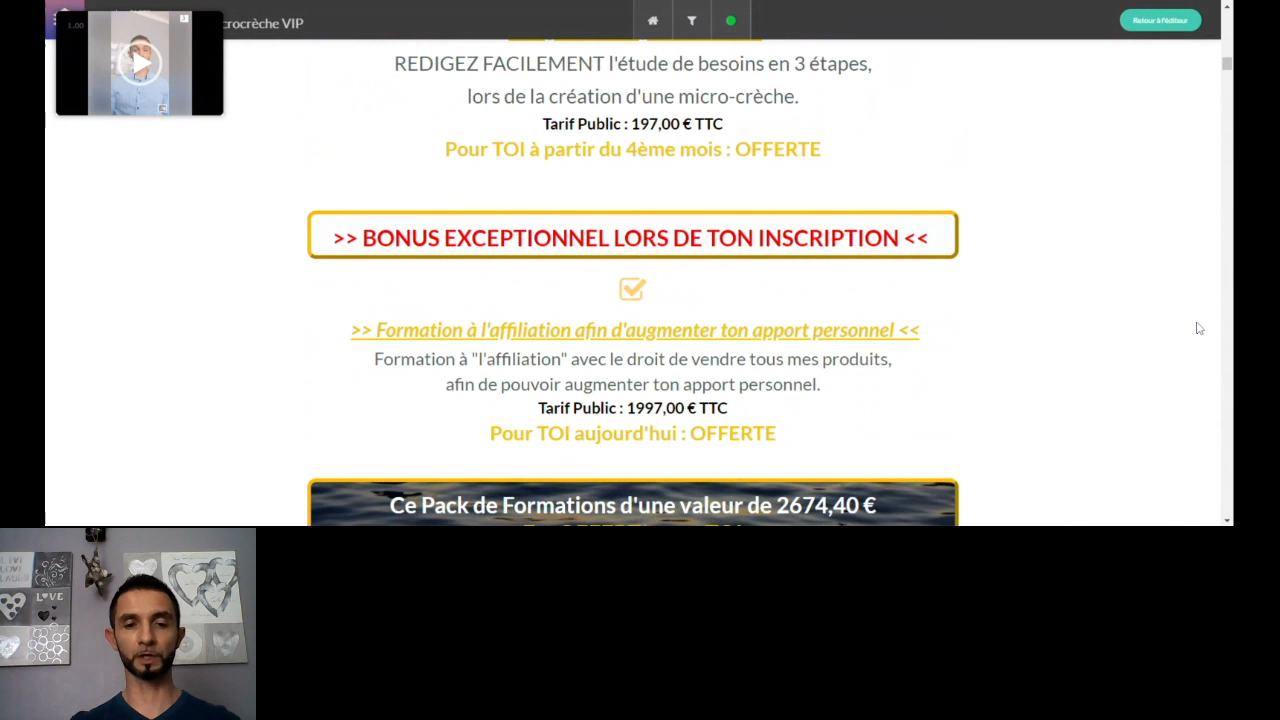 1.00
crocrèche VIP
Retour à l'éditeur
REDIGEZ FACILEMENT l'étude de besoins en 3 étapes,
lors de la création d'une micro-crèche.
Tarif Public : 197,00 € TTC
Pour TOI à partir du 4ème mois : OFFERTE
>> BONUS EXCEPTIONNEL LORS DE TON INSCRIPTION <<
>> Formation à l'affiliation afin d'augmenter ton apport personnel <<
Formation à "l'affiliation" avec le droit de vendre tous mes produits,
afin de pouvoir augmenter ton apport personnel.
Tarif Public : 1997,00 € TTC
Pour TOI aujourd'hui : OFFERTE
Ce Pack de Formations d'une valeur de 2674,40 €
LOVE